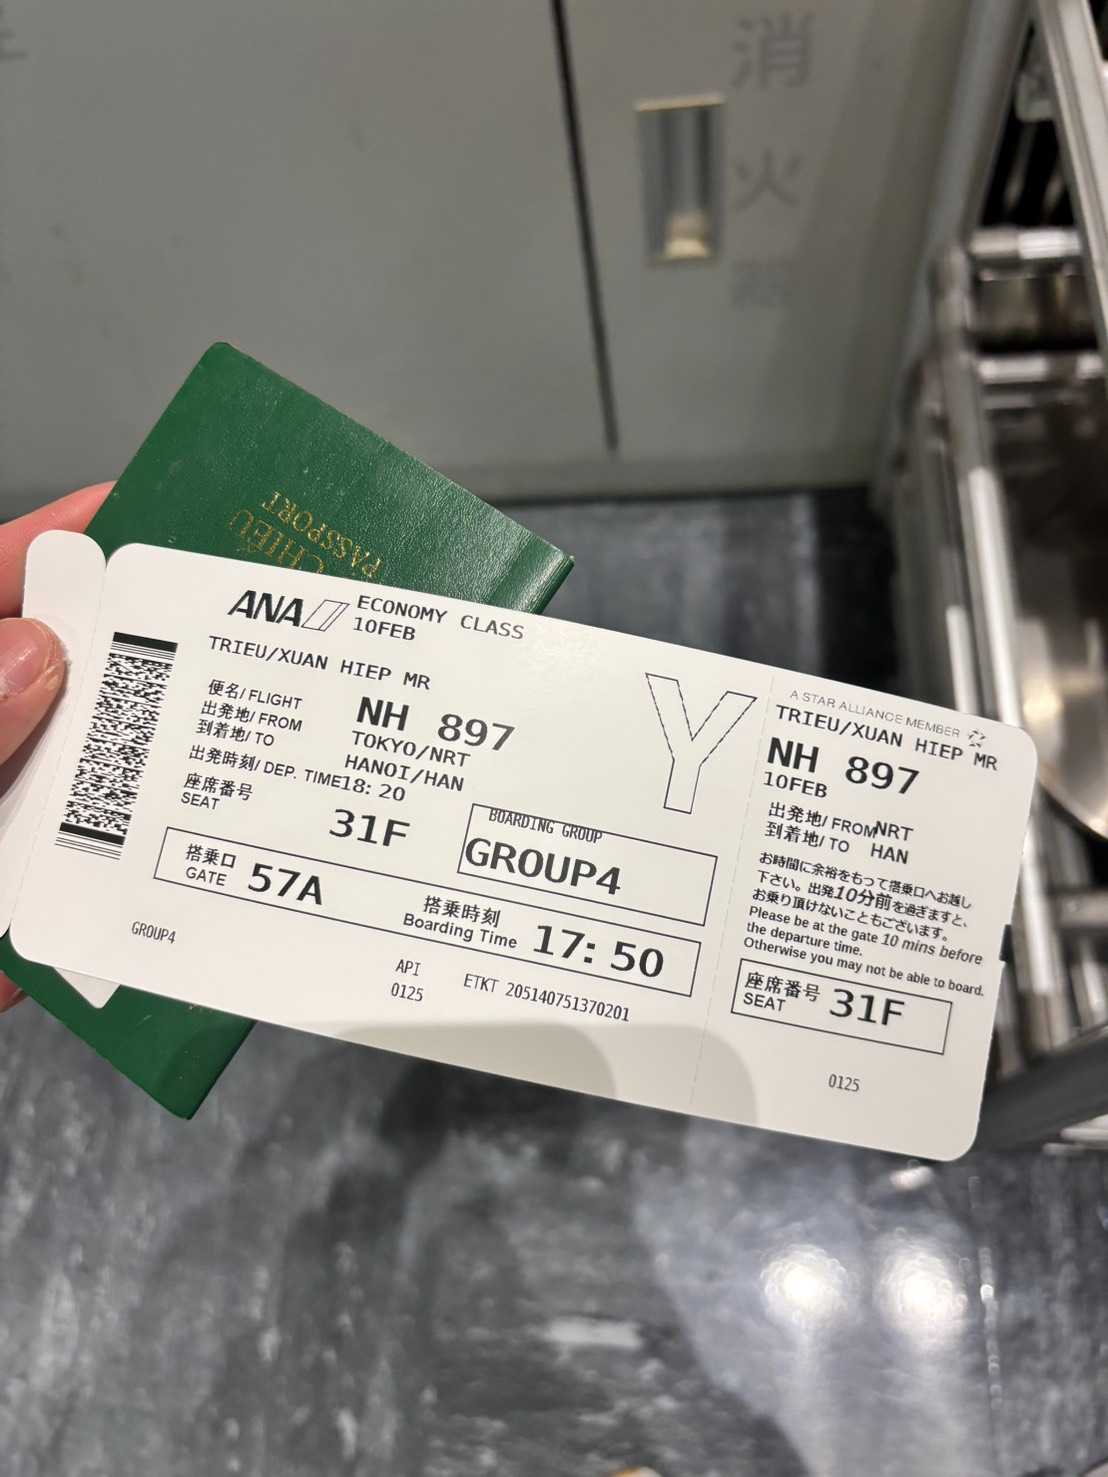 消
火
器
CHIẾU
PASSPORT
ANA ECONOMY CLASS
10FEB
TRIEU/XUAN HIEP MR
便名/ FLIGHT NH 897
出発地/ FROM TOKYO/NRT
到着地/ TO HANOI/HAN
出発時刻/ DEP. TIME18: 20
座席番号
SEAT 31F
Y
BOARDING GROUP
GROUP4
搭乗口
GATE 57A
搭乗時刻
Boarding Time 17: 50
GROUP4
API
0125
ETKT 205140751370201
A STAR ALLIANCE MEMBER
TRIEU/XUAN HIEP MR
NH 897
10FEB
出発地/ FROM NRT
到着地/ TO HAN
お時間に余裕をもって搭乗口へお越し
下さい。出発10分前を過ぎますと、
お乗り頂けないこともございます。
Please be at the gate 10 mins before
the departure time.
Otherwise you may not be able to board.
座席番号
SEAT 31F
0125